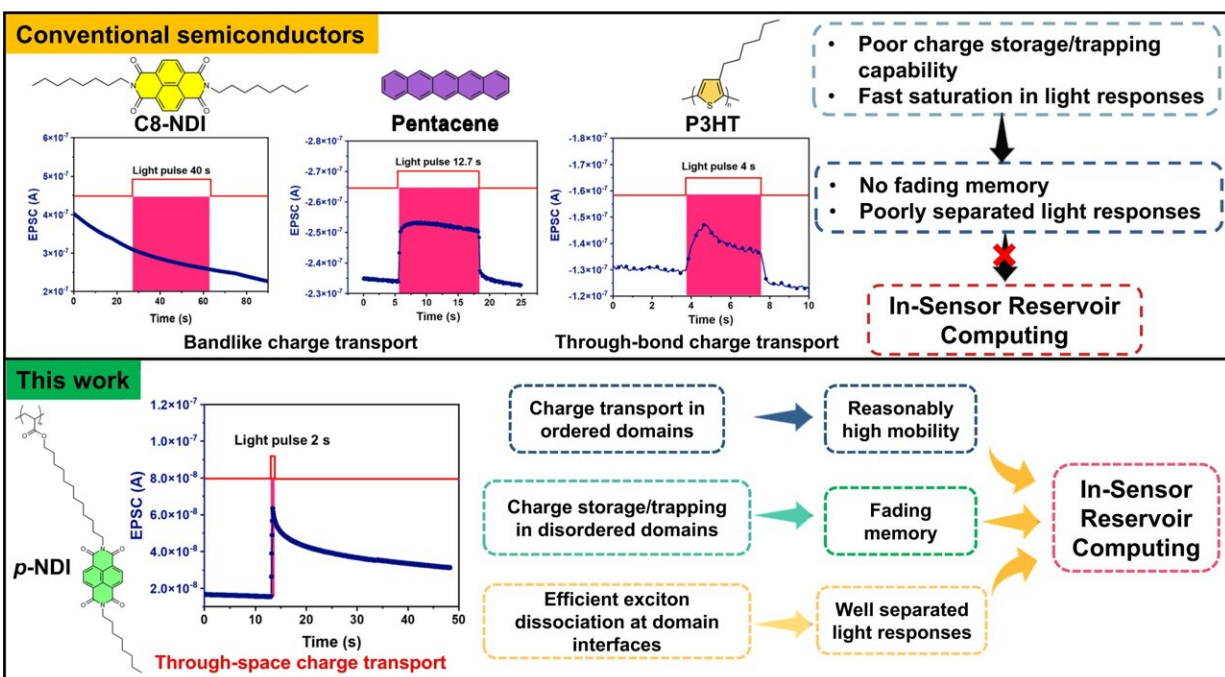 Conventional semiconductors
C8-NDI
EPSC (A)
6×10⁻⁷
5×10⁻⁷
4×10⁻⁷
3×10⁻⁷
2×10⁻⁷
Light pulse 40 s
0 20 40 60 80
Time (s)
Pentacene
EPSC (A)
-2.8×10⁻⁷
-2.7×10⁻⁷
-2.6×10⁻⁷
-2.5×10⁻⁷
-2.4×10⁻⁷
-2.3×10⁻⁷
Light pulse 12.7 s
0 5 10 15 20 25
Time (s)
Bandlike charge transport
P3HT
EPSC (A)
-1.8×10⁻⁷
-1.7×10⁻⁷
-1.6×10⁻⁷
-1.5×10⁻⁷
-1.4×10⁻⁷
-1.3×10⁻⁷
-1.2×10⁻⁷
Light pulse 4 s
0 2 4 6 8 10
Time (s)
Through-bond charge transport
• Poor charge storage/trapping
capability
• Fast saturation in light responses
• No fading memory
• Poorly separated light responses
In-Sensor Reservoir
Computing
This work
p-NDI
EPSC (A)
1.2×10⁻⁷
1.0×10⁻⁷
8.0×10⁻⁸
6.0×10⁻⁸
4.0×10⁻⁸
2.0×10⁻⁸
Light pulse 2 s
0 10 20 30 40 50
Time (s)
Through-space charge transport
Charge transport in
ordered domains
Reasonably
high mobility
Charge storage/trapping
in disordered domains
Fading
memory
Efficient exciton
dissociation at domain
interfaces
Well separated
light responses
In-Sensor
Reservoir
Computing